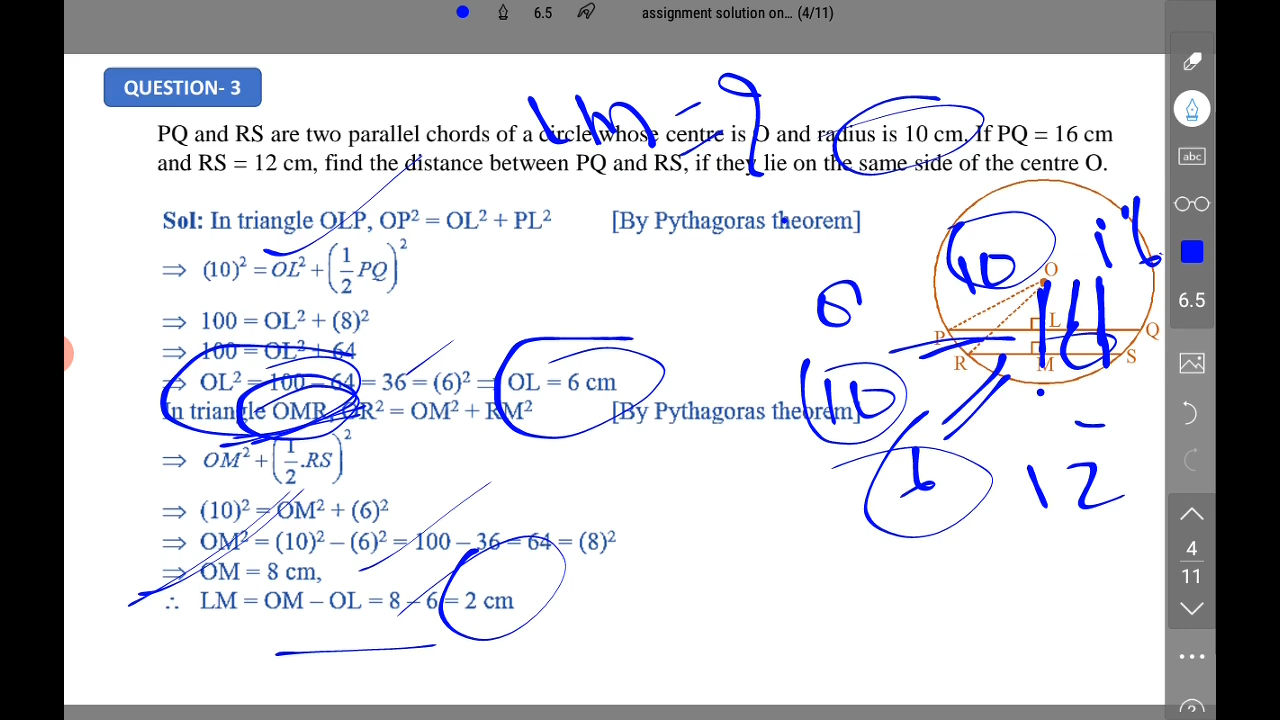 6.5 assignment solution on... (4/11)
QUESTION- 3
LM = ?
PQ and RS are two parallel chords of a circle whose centre is O and radius is 10 cm. If PQ = 16 cm
and RS = 12 cm, find the distance between PQ and RS, if they lie on the same side of the centre O.
Sol: In triangle OLP, OP² = OL² + PL² [By Pythagoras theorem]
⇒ (10)² = OL² + (1/2 PQ)²
⇒ 100 = OL² + (8)²
⇒ 100 = OL² + 64
⇒ OL² = 100 – 64 = 36 = (6)² ⇒ OL = 6 cm
In triangle OMR, OR² = OM² + RM² [By Pythagoras theorem]
⇒ OM² + (1/2 .RS)²
⇒ (10)² = OM² + (6)²
⇒ OM² = (10)² – (6)² = 100 – 36 = 64 = (8)²
⇒ OM = 8 cm,
∴ LM = OM – OL = 8 – 6 = 2 cm
10
16
O
L
P
Q
R
M
S
10
6
12
abc
6.5
4
11